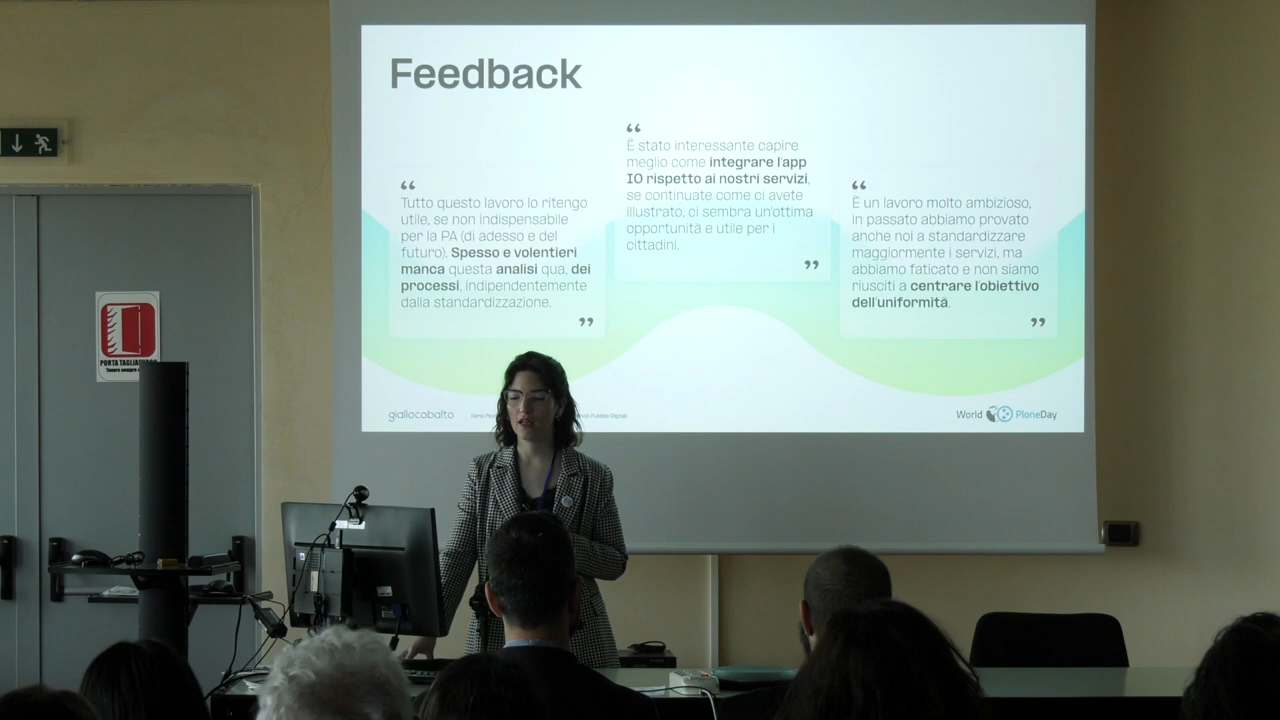 Feedback
“
Tutto questo lavoro lo ritengo
utile, se non indispensabile
per la PA (di adesso e del
futuro). Spesso e volentieri
manca questa analisi qua, dei
processi, indipendentemente
dalla standardizzazione.
”
“
È stato interessante capire
meglio come integrare l'app
IO rispetto ai nostri servizi,
se continuate come ci avete
illustrato, ci sembra un'ottima
opportunità e utile per i
cittadini.
”
“
È un lavoro molto ambizioso,
in passato abbiamo provato
anche noi a standardizzare
maggiormente i servizi, ma
abbiamo faticato e non siamo
riusciti a centrare l'obiettivo
dell'uniformità.
”
giallocobalto
Pubblici Digitali
World PloneDay
PORTA TAGLIAFUOCO